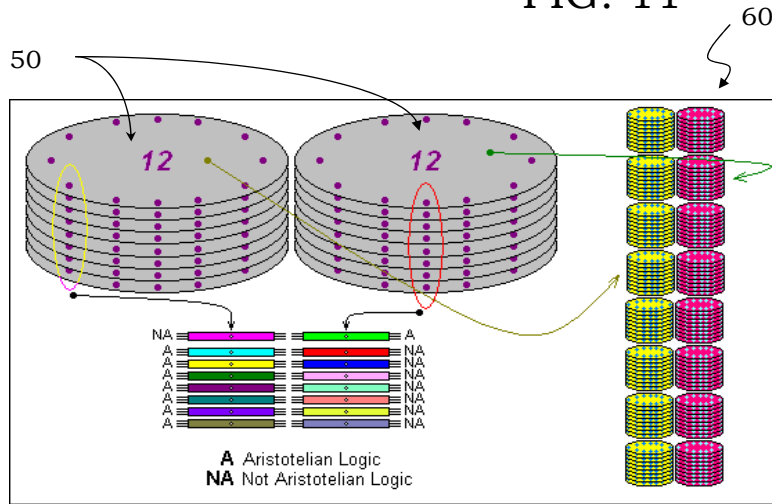 FIG. 11
60
50
12 12
NA A
A NA
A NA
A NA
A NA
A NA
A NA
A NA
A Aristotelian Logic
NA Not Aristotelian Logic